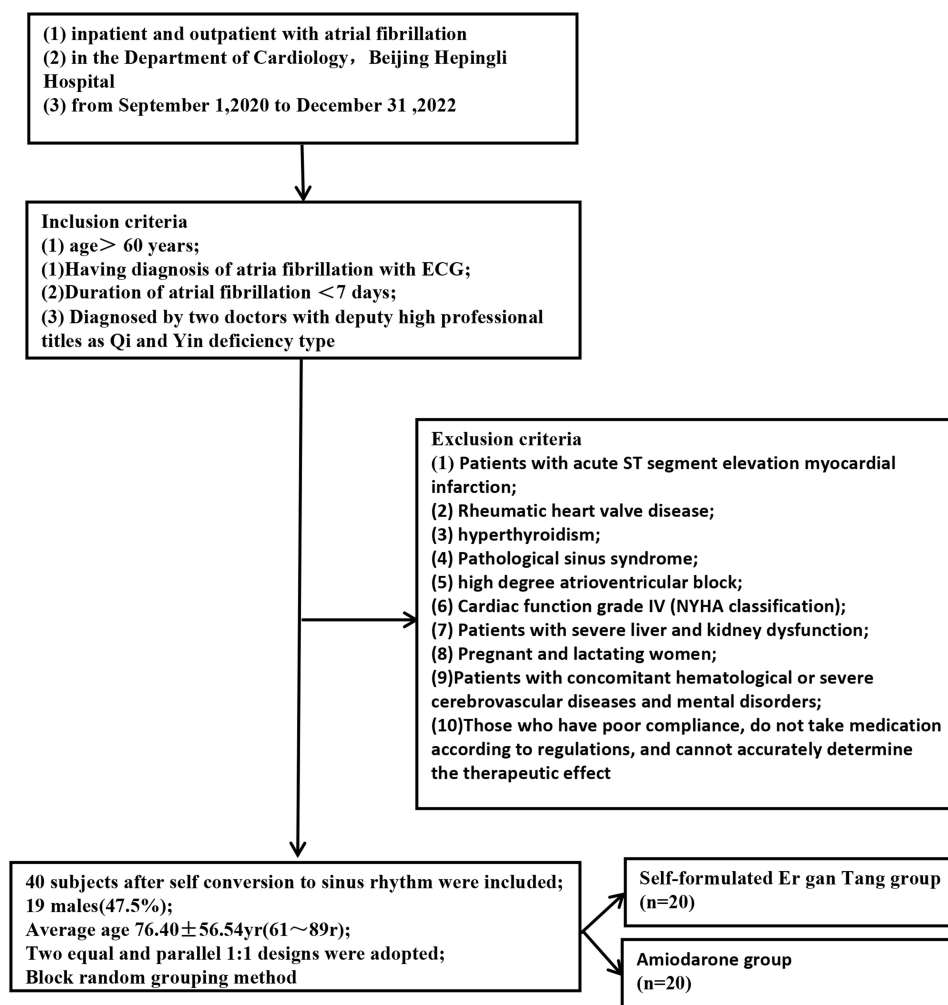 (1) inpatient and outpatient with atrial fibrillation
(2) in the Department of Cardiology，Beijing Hepingli
Hospital
(3) from September 1,2020 to December 31 ,2022
Inclusion criteria
(1) age＞ 60 years;
(1)Having diagnosis of atria fibrillation with ECG;
(2)Duration of atrial fibrillation ＜7 days;
(3) Diagnosed by two doctors with deputy high professional
titles as Qi and Yin deficiency type
Exclusion criteria
(1) Patients with acute ST segment elevation myocardial
infarction;
(2) Rheumatic heart valve disease;
(3) hyperthyroidism;
(4) Pathological sinus syndrome;
(5) high degree atrioventricular block;
(6) Cardiac function grade IV (NYHA classification);
(7) Patients with severe liver and kidney dysfunction;
(8) Pregnant and lactating women;
(9)Patients with concomitant hematological or severe
cerebrovascular diseases and mental disorders;
(10)Those who have poor compliance, do not take medication
according to regulations, and cannot accurately determine
the therapeutic effect
40 subjects after self conversion to sinus rhythm were included;
19 males(47.5%);
Average age 76.40±56.54yr(61～89r);
Two equal and parallel 1:1 designs were adopted;
Block random grouping method
Self-formulated Er gan Tang group
(n=20)
Amiodarone group
(n=20)